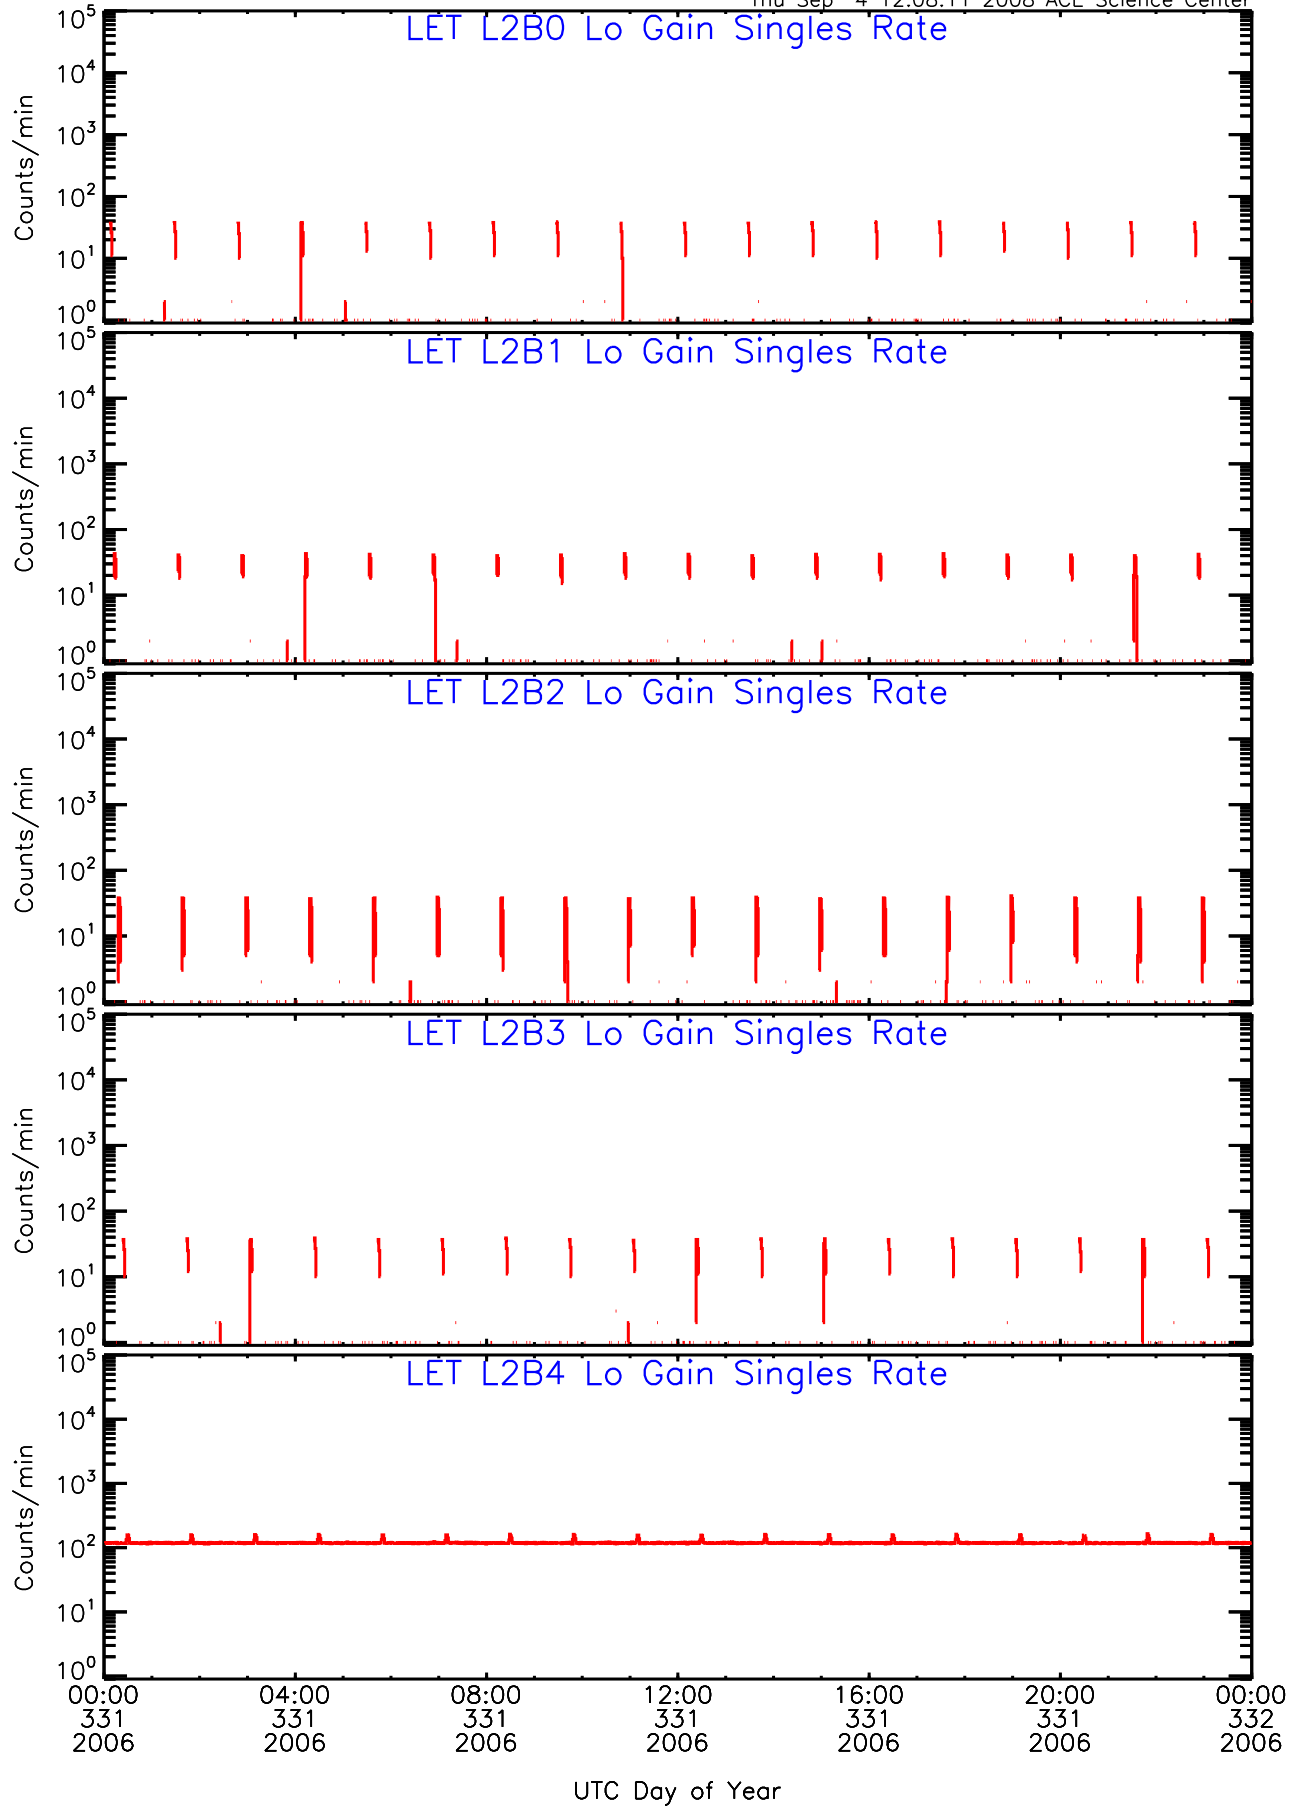 Thu Sep 4 12:08:11 2008 ACE Science Center
LET L2B0 Lo Gain Singles Rate
Counts/min
10^5
10^4
10^3
10^2
10^1
10^0
LET L2B1 Lo Gain Singles Rate
Counts/min
10^5
10^4
10^3
10^2
10^1
10^0
LET L2B2 Lo Gain Singles Rate
Counts/min
10^5
10^4
10^3
10^2
10^1
10^0
LET L2B3 Lo Gain Singles Rate
Counts/min
10^5
10^4
10^3
10^2
10^1
10^0
LET L2B4 Lo Gain Singles Rate
Counts/min
10^5
10^4
10^3
10^2
10^1
10^0
00:00 04:00 08:00 12:00 16:00 20:00 00:00
331 331 331 331 331 331 332
2006 2006 2006 2006 2006 2006 2006
UTC Day of Year